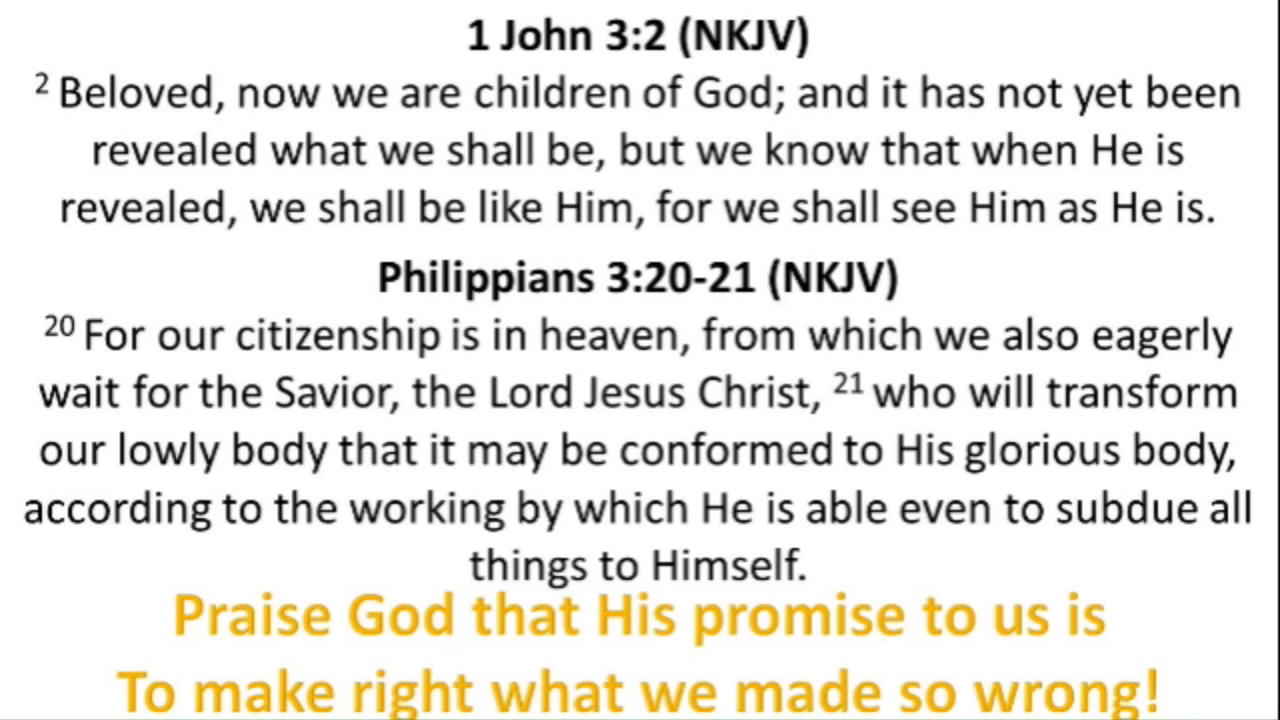 1 John 3:2 (NKJV)
2 Beloved, now we are children of God; and it has not yet been
revealed what we shall be, but we know that when He is
revealed, we shall be like Him, for we shall see Him as He is.
Philippians 3:20-21 (NKJV)
20 For our citizenship is in heaven, from which we also eagerly
wait for the Savior, the Lord Jesus Christ, 21 who will transform
our lowly body that it may be conformed to His glorious body,
according to the working by which He is able even to subdue all
things to Himself.
Praise God that His promise to us is
To make right what we made so wrong!